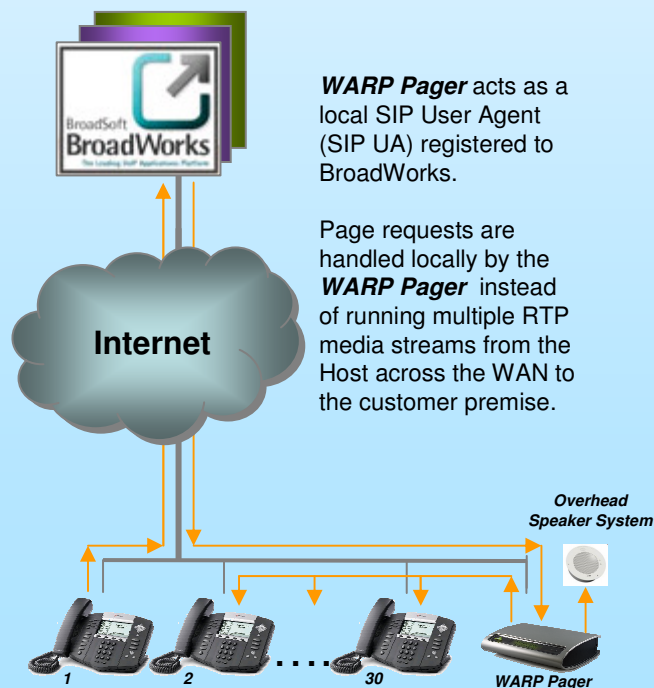 BroadSoft
BroadWorks
The Leading VoIP Applications Platform
WARP Pager acts as a
local SIP User Agent
(SIP UA) registered to
BroadWorks.
Page requests are
handled locally by the
WARP Pager instead
of running multiple RTP
media streams from the
Host across the WAN to
the customer premise.
Internet
Overhead
Speaker System
1
2
....
30
WARP Pager